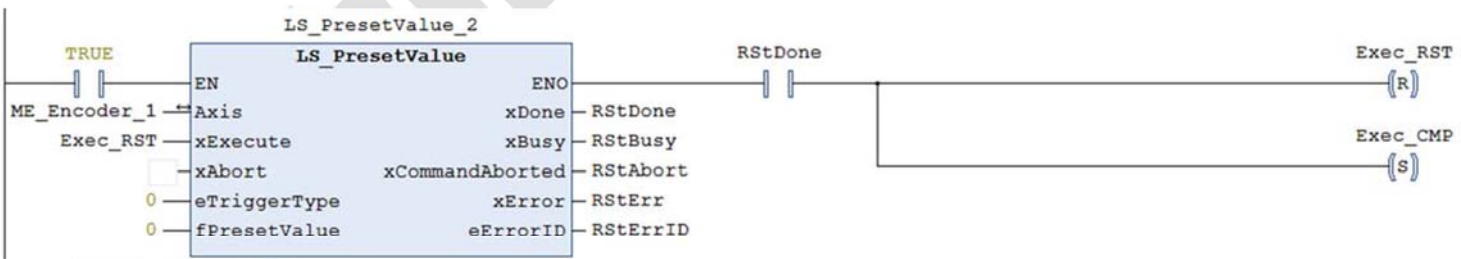 LS_PresetValue_2
TRUE
LS_PresetValue
RStDone
Exec_RST
EN
ENO
R
ME_Encoder_1
Axis
xDone
RStDone
Exec_RST
xExecute
xBusy
RStBusy
Exec_CMP
xAbort
xCommandAborted
RStAbort
S
0
eTriggerType
xError
RStErr
0
fPresetValue
eErrorID
RStErrID